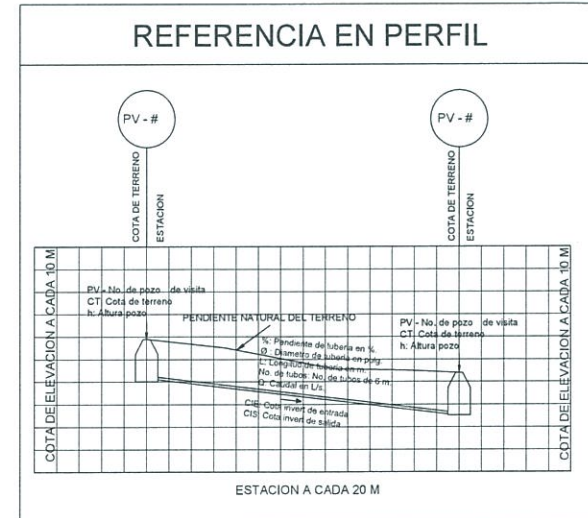 REFERENCIA EN PERFIL
PV - #
PV - #
COTA DE TERRENO
ESTACION
COTA DE TERRENO
ESTACION
COTA DE ELEVACION A CADA 10 M
COTA DE ELEVACION A CADA 10 M
PV - No. de pozo de visita
CT: Cota de terreno
h: Altura pozo
PENDIENTE NATURAL DEL TERRENO
PV - No. de pozo de visita
CT: Cota de terreno
h: Altura pozo
%: Pendiente de tuberia en %.
Ø : Diametro de tuberia en pulg.
L: Longitud de tuberia en m.
No. de tubos: No. de tubos de 6 m.
Q: Caudal en L/s.
CIE: Cota invert de entrada
CIS: Cota invert de salida
ESTACION A CADA 20 M